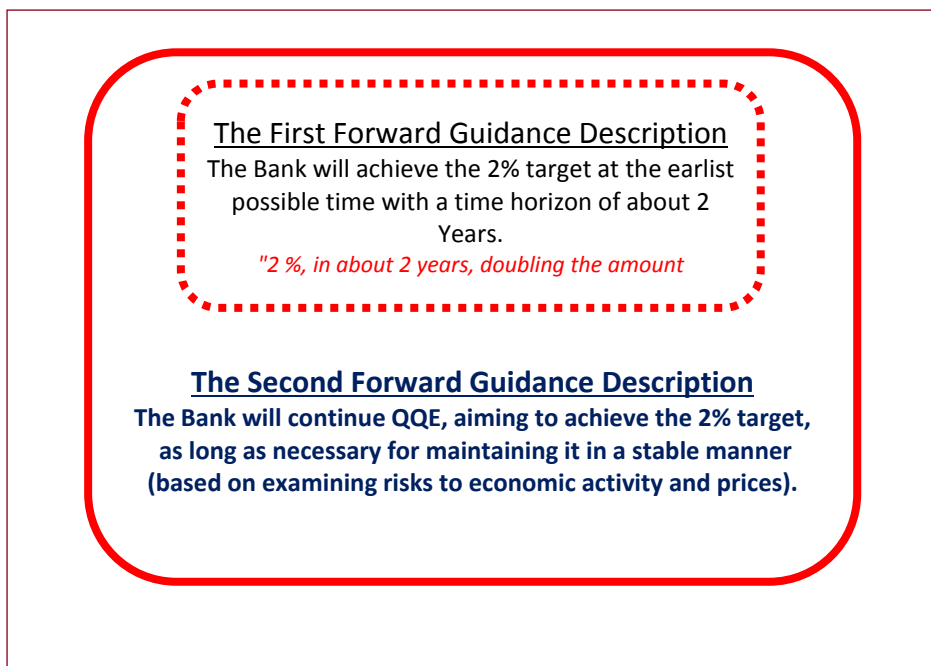 The First Forward Guidance Description
The Bank will achieve the 2% target at the earlist
possible time with a time horizon of about 2
Years.
"2 %, in about 2 years, doubling the amount
The Second Forward Guidance Description
The Bank will continue QQE, aiming to achieve the 2% target,
as long as necessary for maintaining it in a stable manner
(based on examining risks to economic activity and prices).